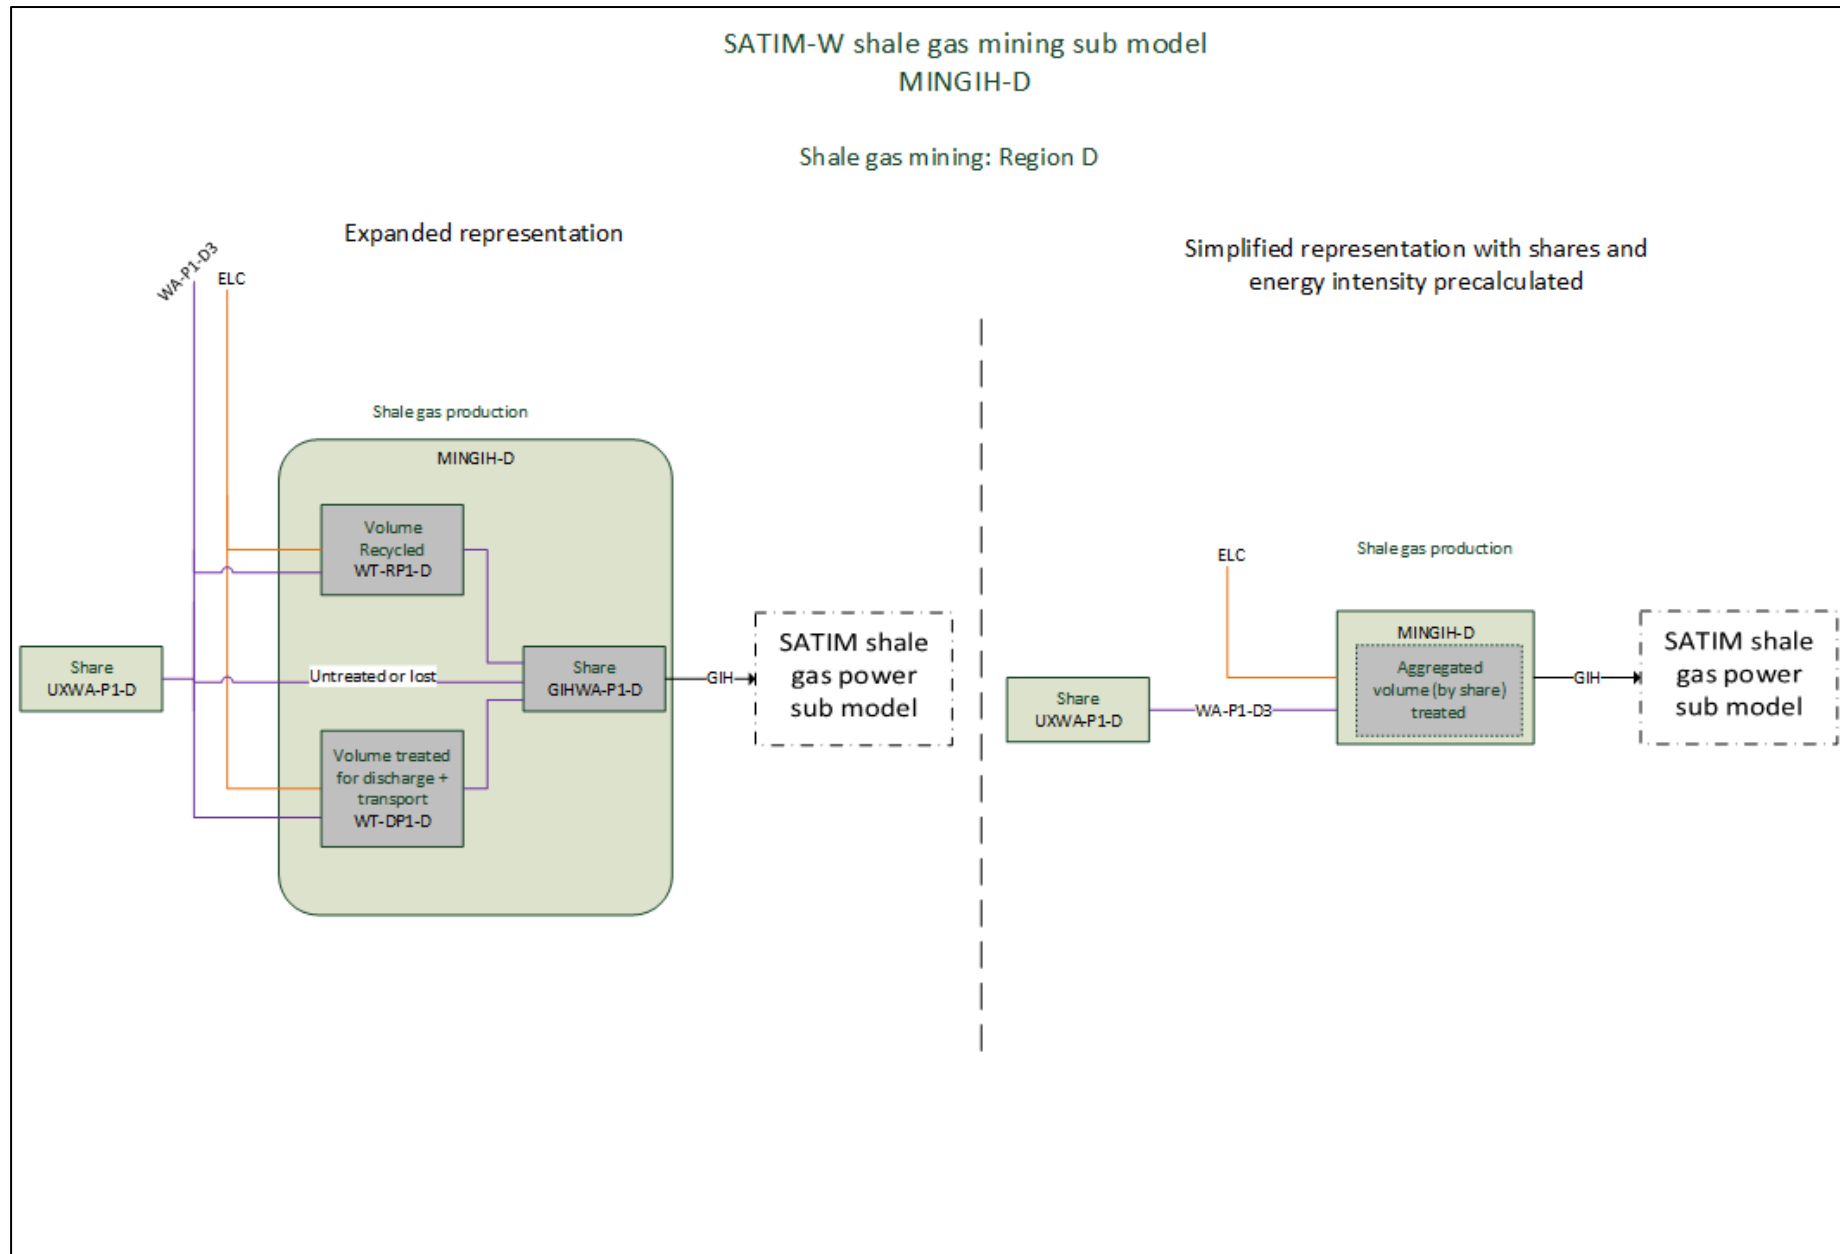 SATIM-W shale gas mining sub model
MINGIH-D
Shale gas mining: Region D
Expanded representation
WA-P1-D3
ELC
Shale gas production
MINGIH-D
Volume
Recycled
WT-RP1-D
Share
UXWA-P1-D
Untreated or lost
Share
GIHWA-P1-D
GIH
SATIM shale
gas power
sub model
Volume treated
for discharge +
transport
WT-DP1-D
Simplified representation with shares and
energy intensity precalculated
ELC
Shale gas production
Share
UXWA-P1-D
WA-P1-D3
MINGIH-D
Aggregated
volume (by share)
treated
GIH
SATIM shale
gas power
sub model